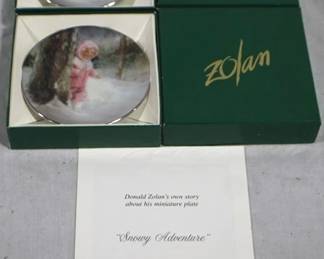 Zolan
Donald Zolan's own story
about his miniature plate
"Snowy Adventure"